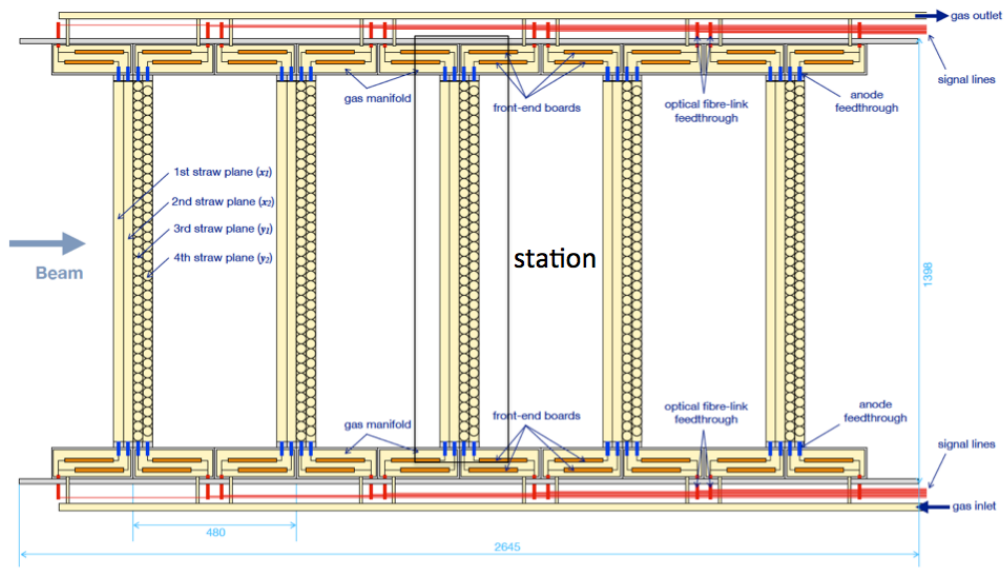 gas outlet
signal lines
gas manifold
front-end boards
optical fibre-link
feedthrough
anode
feedthrough
1st straw plane (x1)
2nd straw plane (x2)
3rd straw plane (y1)
4th straw plane (y2)
Beam
station
1398
gas manifold
front-end boards
optical fibre-link
feedthrough
anode
feedthrough
signal lines
gas inlet
480
2645